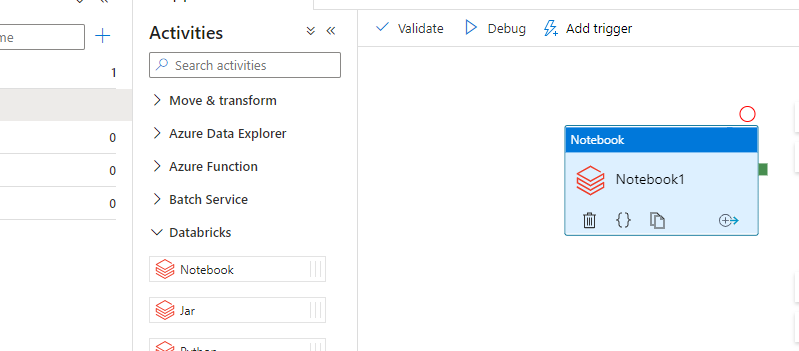 me
1
0
0
0
Activities
Search activities
Move & transform
Azure Data Explorer
Azure Function
Batch Service
Databricks
Notebook
Jar
Python
Validate
Debug
Add trigger
Notebook
Notebook1